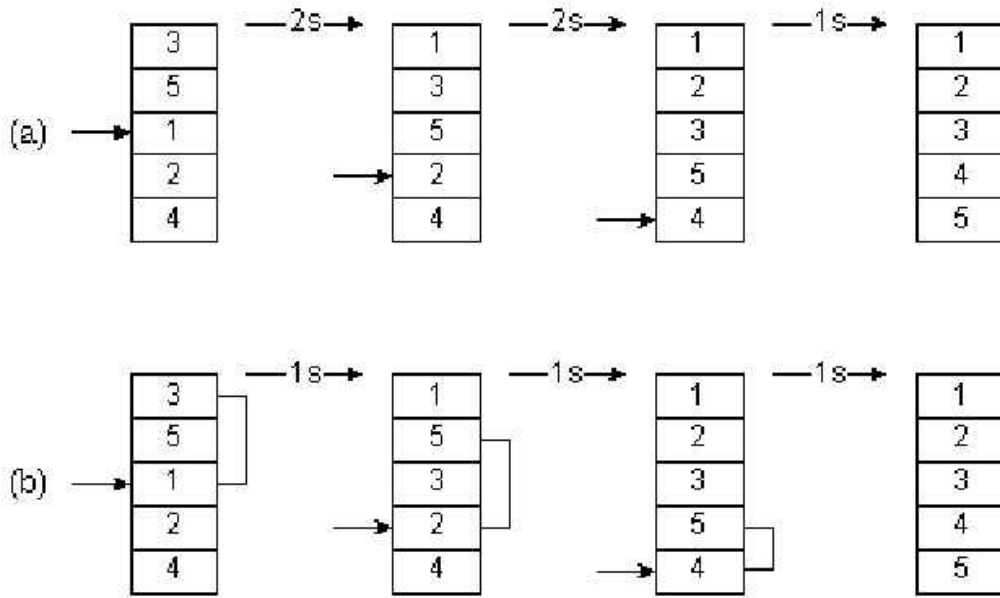 2s 2s 1s
3 1 1 1
5 3 2 2
(a) 1 5 3 3
2 2 5 4
4 4 4 5
1s 1s 1s
3 1 1 1
5 5 2 2
(b) 1 3 3 3
2 2 5 4
4 4 4 5